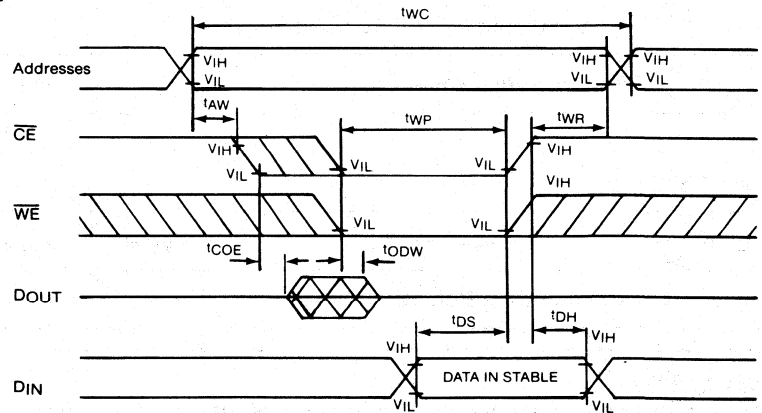 tWC
Addresses
VIH VIH VIH
VIL VIL VIL
tAW
tWP
tWR
CE
VIH VIH
VIL VIL VIL
VIH
WE
VIL VIL
tCOE
tODW
DOUT
tDS
tDH
VIH VIH
DIN
DATA IN STABLE
VIL VIL